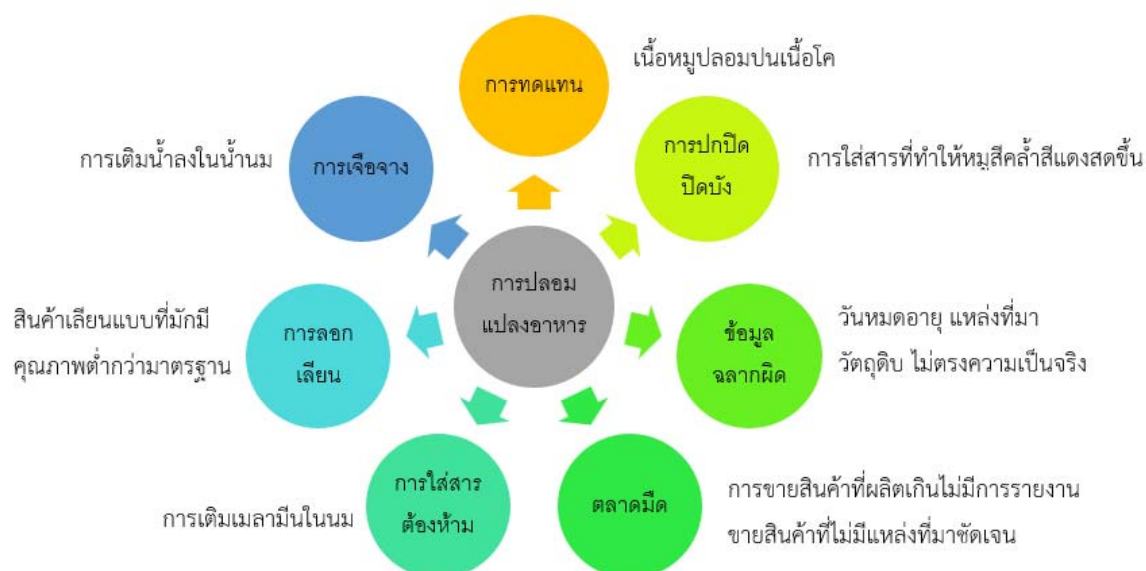 การทดแทน
เนื้อหมูปลอมปนเนื้อโค
การปกปิด
ปิดบัง
การใส่สารที่ทำให้หมูสีคล้ำสีแดงสดขึ้น
ข้อมูล
ฉลากผิด
วันหมดอายุ แหล่งที่มา
วัตถุดิบ ไม่ตรงความเป็นจริง
ตลาดมืด
การขายสินค้าที่ผลิตเกินไม่มีการรายงาน
ขายสินค้าที่ไม่มีแหล่งที่มาชัดเจน
การใส่สาร
ต้องห้าม
การเติมเมลามีนในนม
การลอก
เลียน
สินค้าเลียนแบบที่มักมี
คุณภาพต่ำกว่ามาตรฐาน
การเจือจาง
การเติมน้ำลงในน้ำนม
การปลอม
แปลงอาหาร